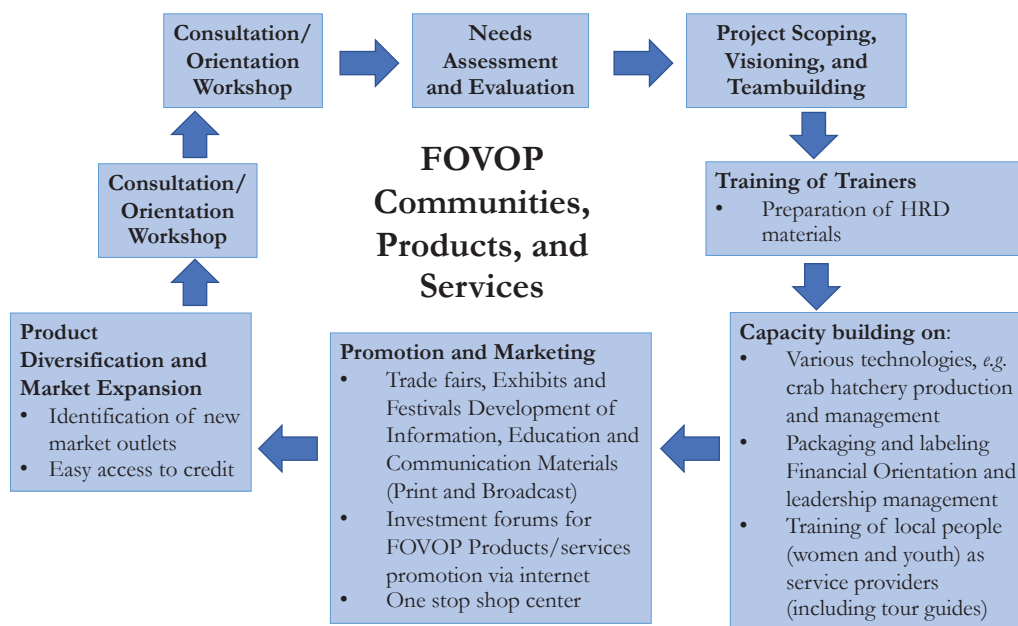 Consultation/
Orientation
Workshop
Needs
Assessment
and Evaluation
Project Scoping,
Visioning, and
Teambuilding
FOVOP
Communities,
Products, and
Services
Consultation/
Orientation
Workshop
Training of Trainers
• Preparation of HRD
materials
Product
Diversification and
Market Expansion
• Identification of new
market outlets
• Easy access to credit
Promotion and Marketing
• Trade fairs, Exhibits and
Festivals Development of
Information, Education and
Communication Materials
(Print and Broadcast)
• Investment forums for
FOVOP Products/services
promotion via internet
• One stop shop center
Capacity building on:
• Various technologies, e.g.
crab hatchery production
and management
• Packaging and labeling
Financial Orientation and
leadership management
• Training of local people
(women and youth) as
service providers
(including tour guides)